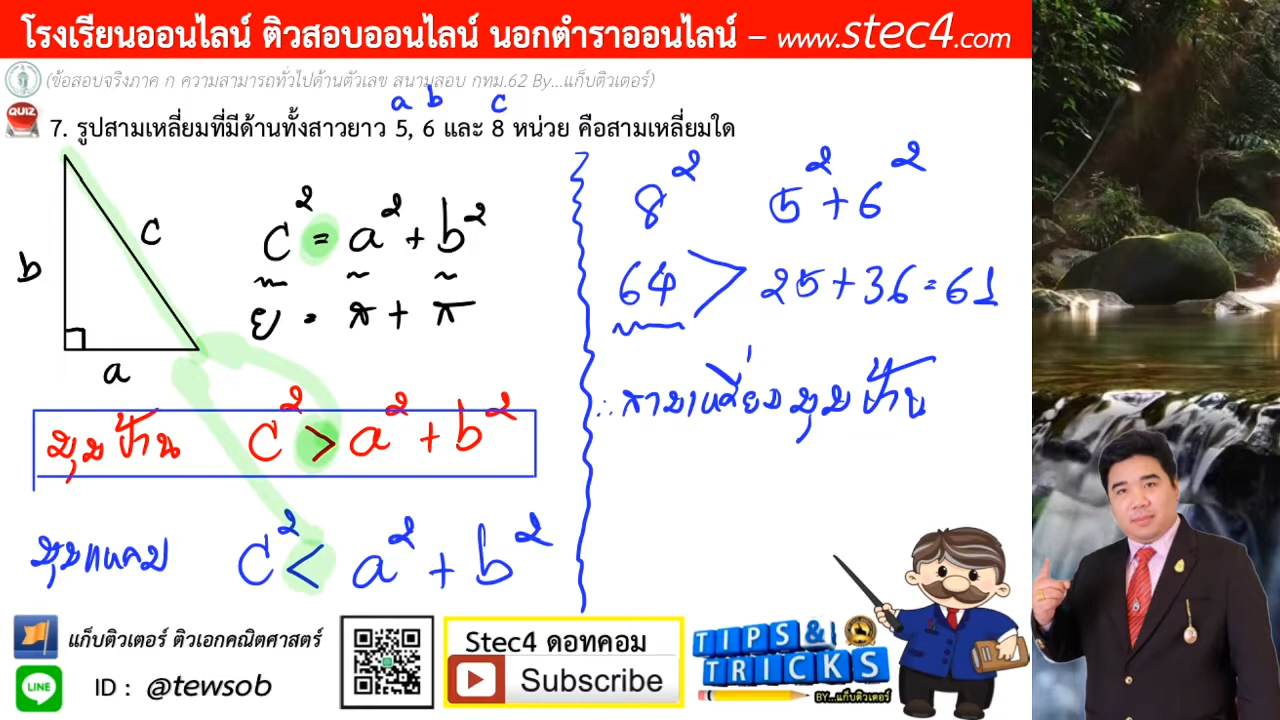 โรงเรียนออนไลน์ ติวสอบออนไลน์ นอกตำราออนไลน์ – www.stec4.com
(ข้อสอบจริงภาค ก ความสามารถทั่วไปด้านตัวเลข สนามสอบ กทม.62 By...แก็บติวเตอร์)
a b c
QUIZ
7. รูปสามเหลี่ยมที่มีด้านทั้งสาวยาว 5, 6 และ 8 หน่วย คือสามเหลี่ยมใด
b
c
a
c² = a² + b²
ย = ก + ก
มุมป้าน c² > a² + b²
มุมแหลม c² < a² + b²
8² 5² + 6²
64 > 25 + 36 = 61
∴ สามเหลี่ยมมุมป้าน
แก็บติวเตอร์ ติวเอกคณิตศาสตร์
LINE
ID : @tewsob
Stec4 ดอทคอม
Subscribe
TIPS &
TRICKS
BY...แก็บติวเตอร์